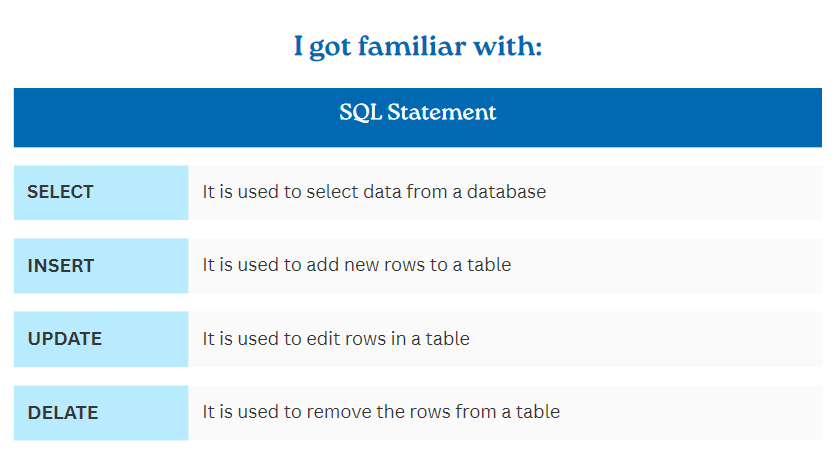 I got familiar with:
SQL Statement
SELECT It is used to select data from a database
INSERT It is used to add new rows to a table
UPDATE It is used to edit rows in a table
DELATE It is used to remove the rows from a table